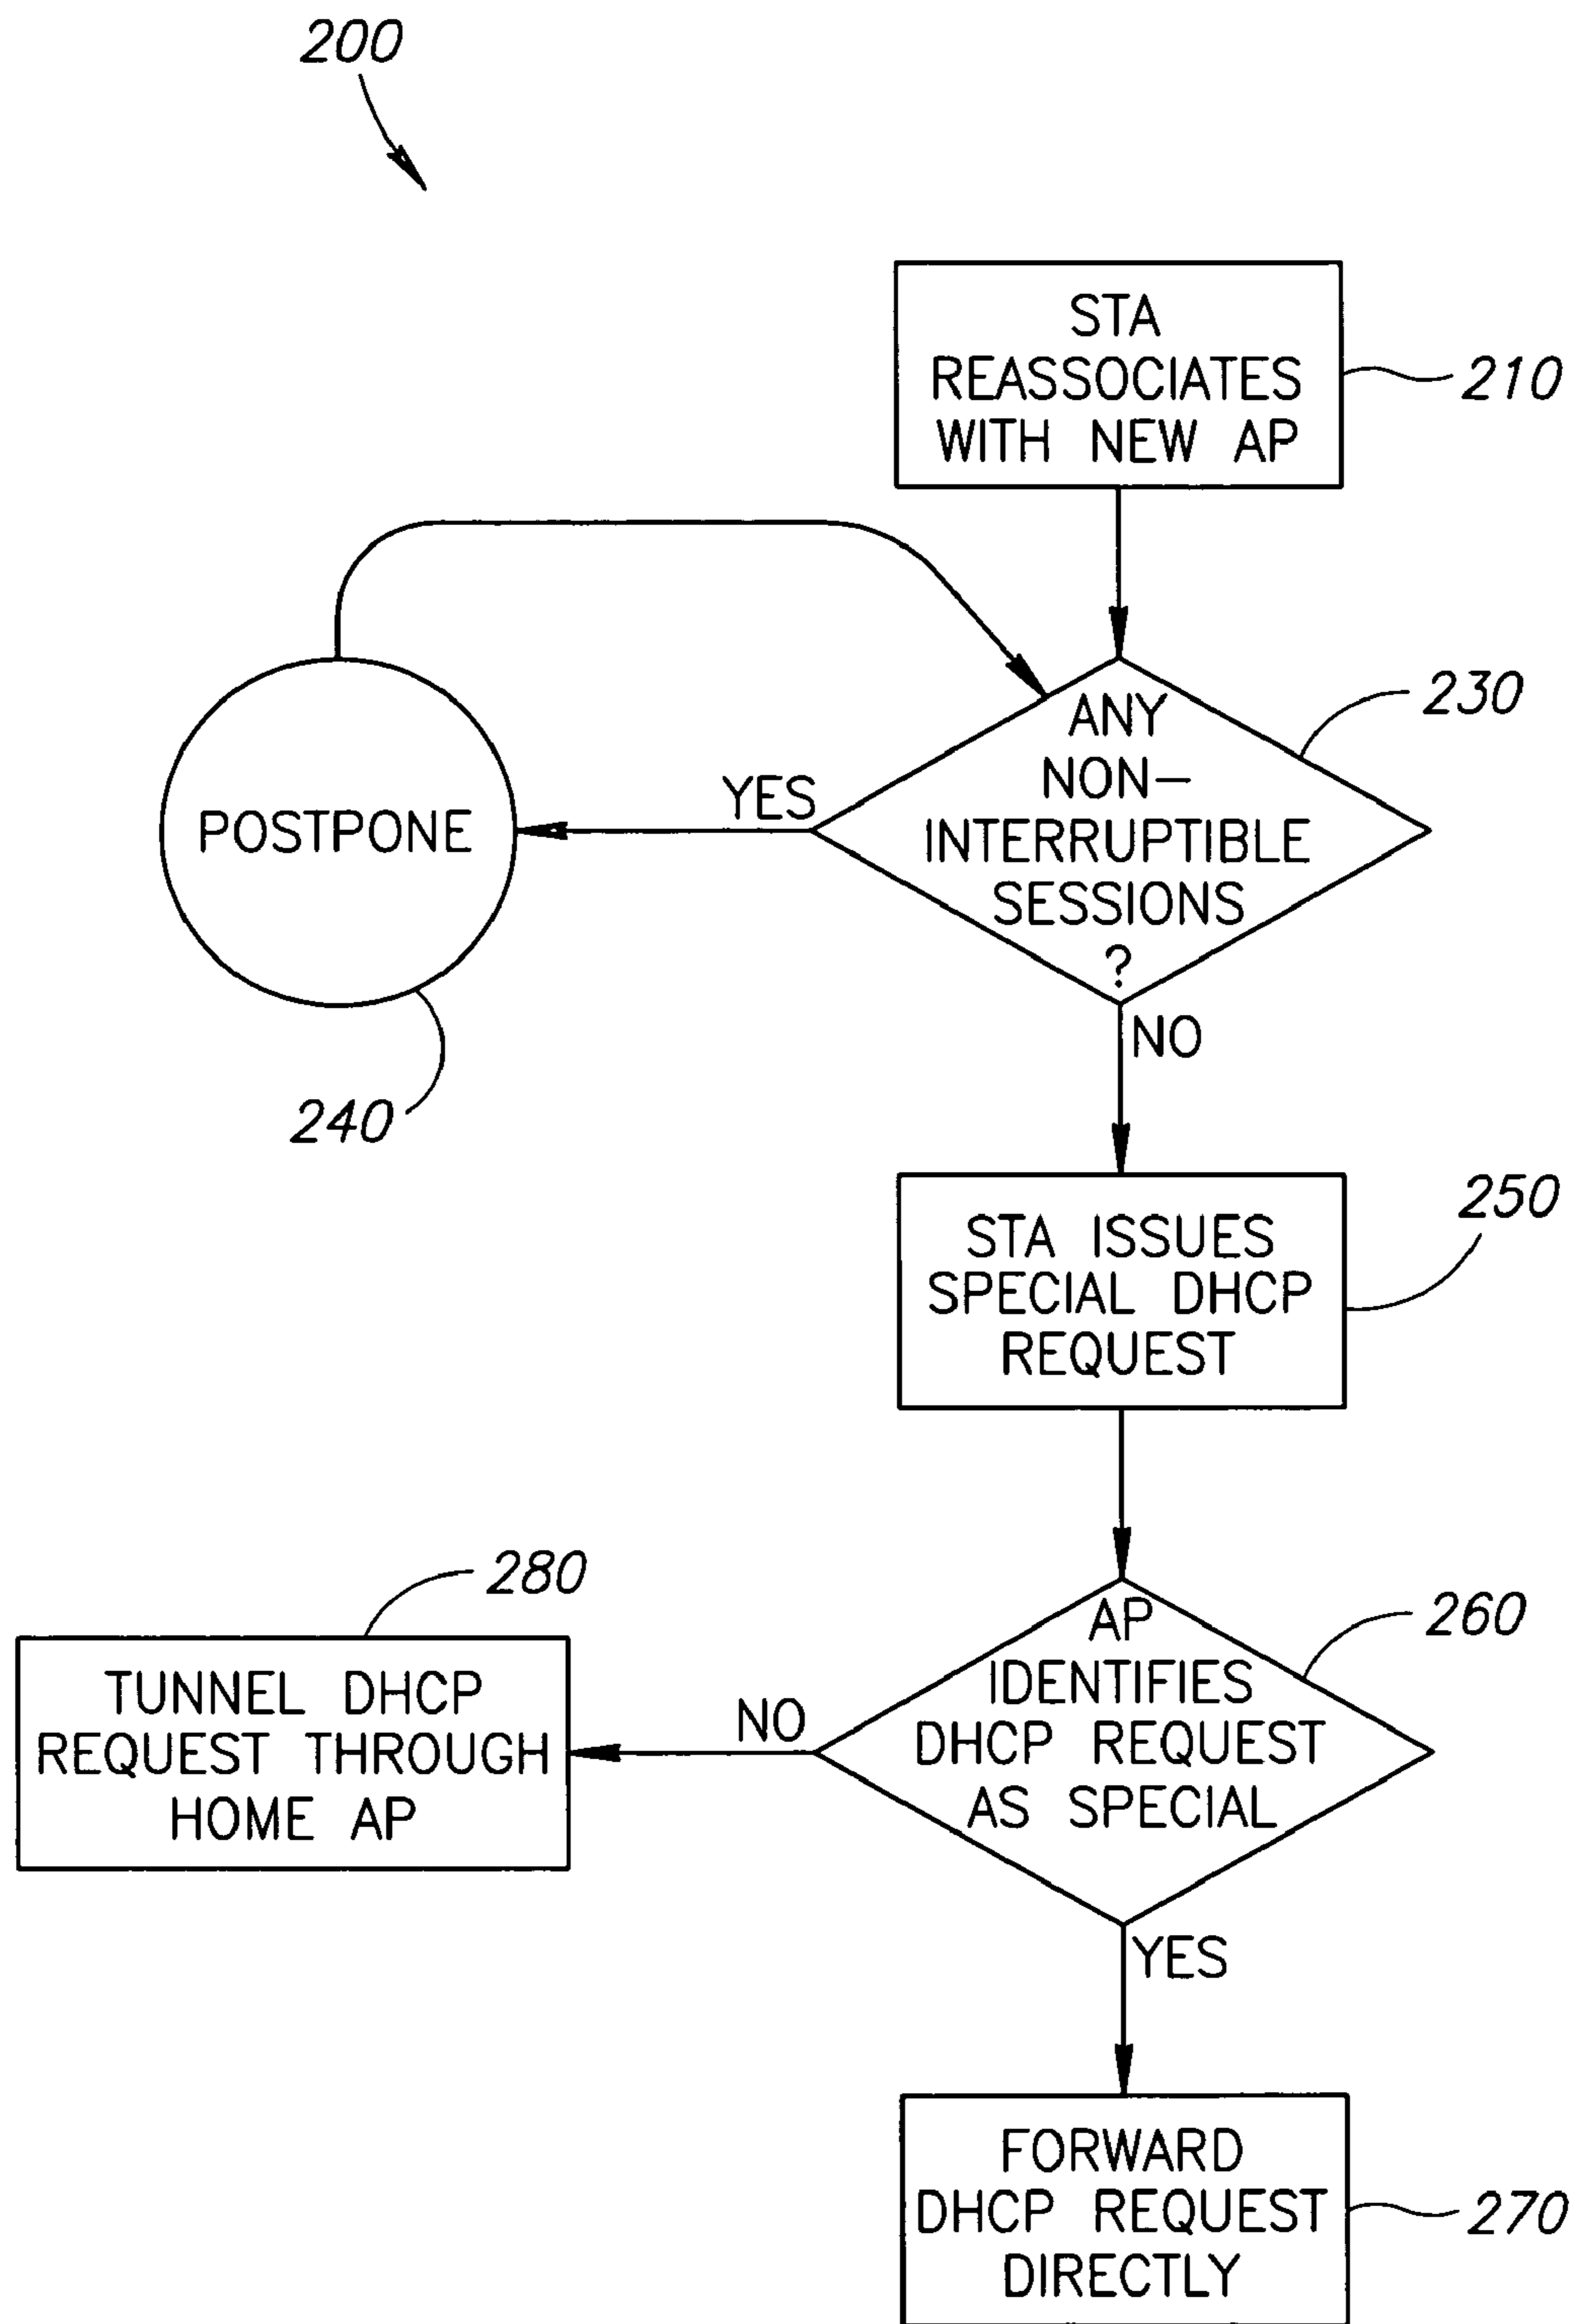 200
STA
REASSOCIATES
WITH NEW AP
210
ANY
NON-
INTERRUPTIBLE
SESSIONS
?
230
YES
POSTPONE
240
NO
STA ISSUES
SPECIAL DHCP
REQUEST
250
AP
IDENTIFIES
DHCP REQUEST
AS SPECIAL
260
NO
TUNNEL DHCP
REQUEST THROUGH
HOME AP
280
YES
FORWARD
DHCP REQUEST
DIRECTLY
270